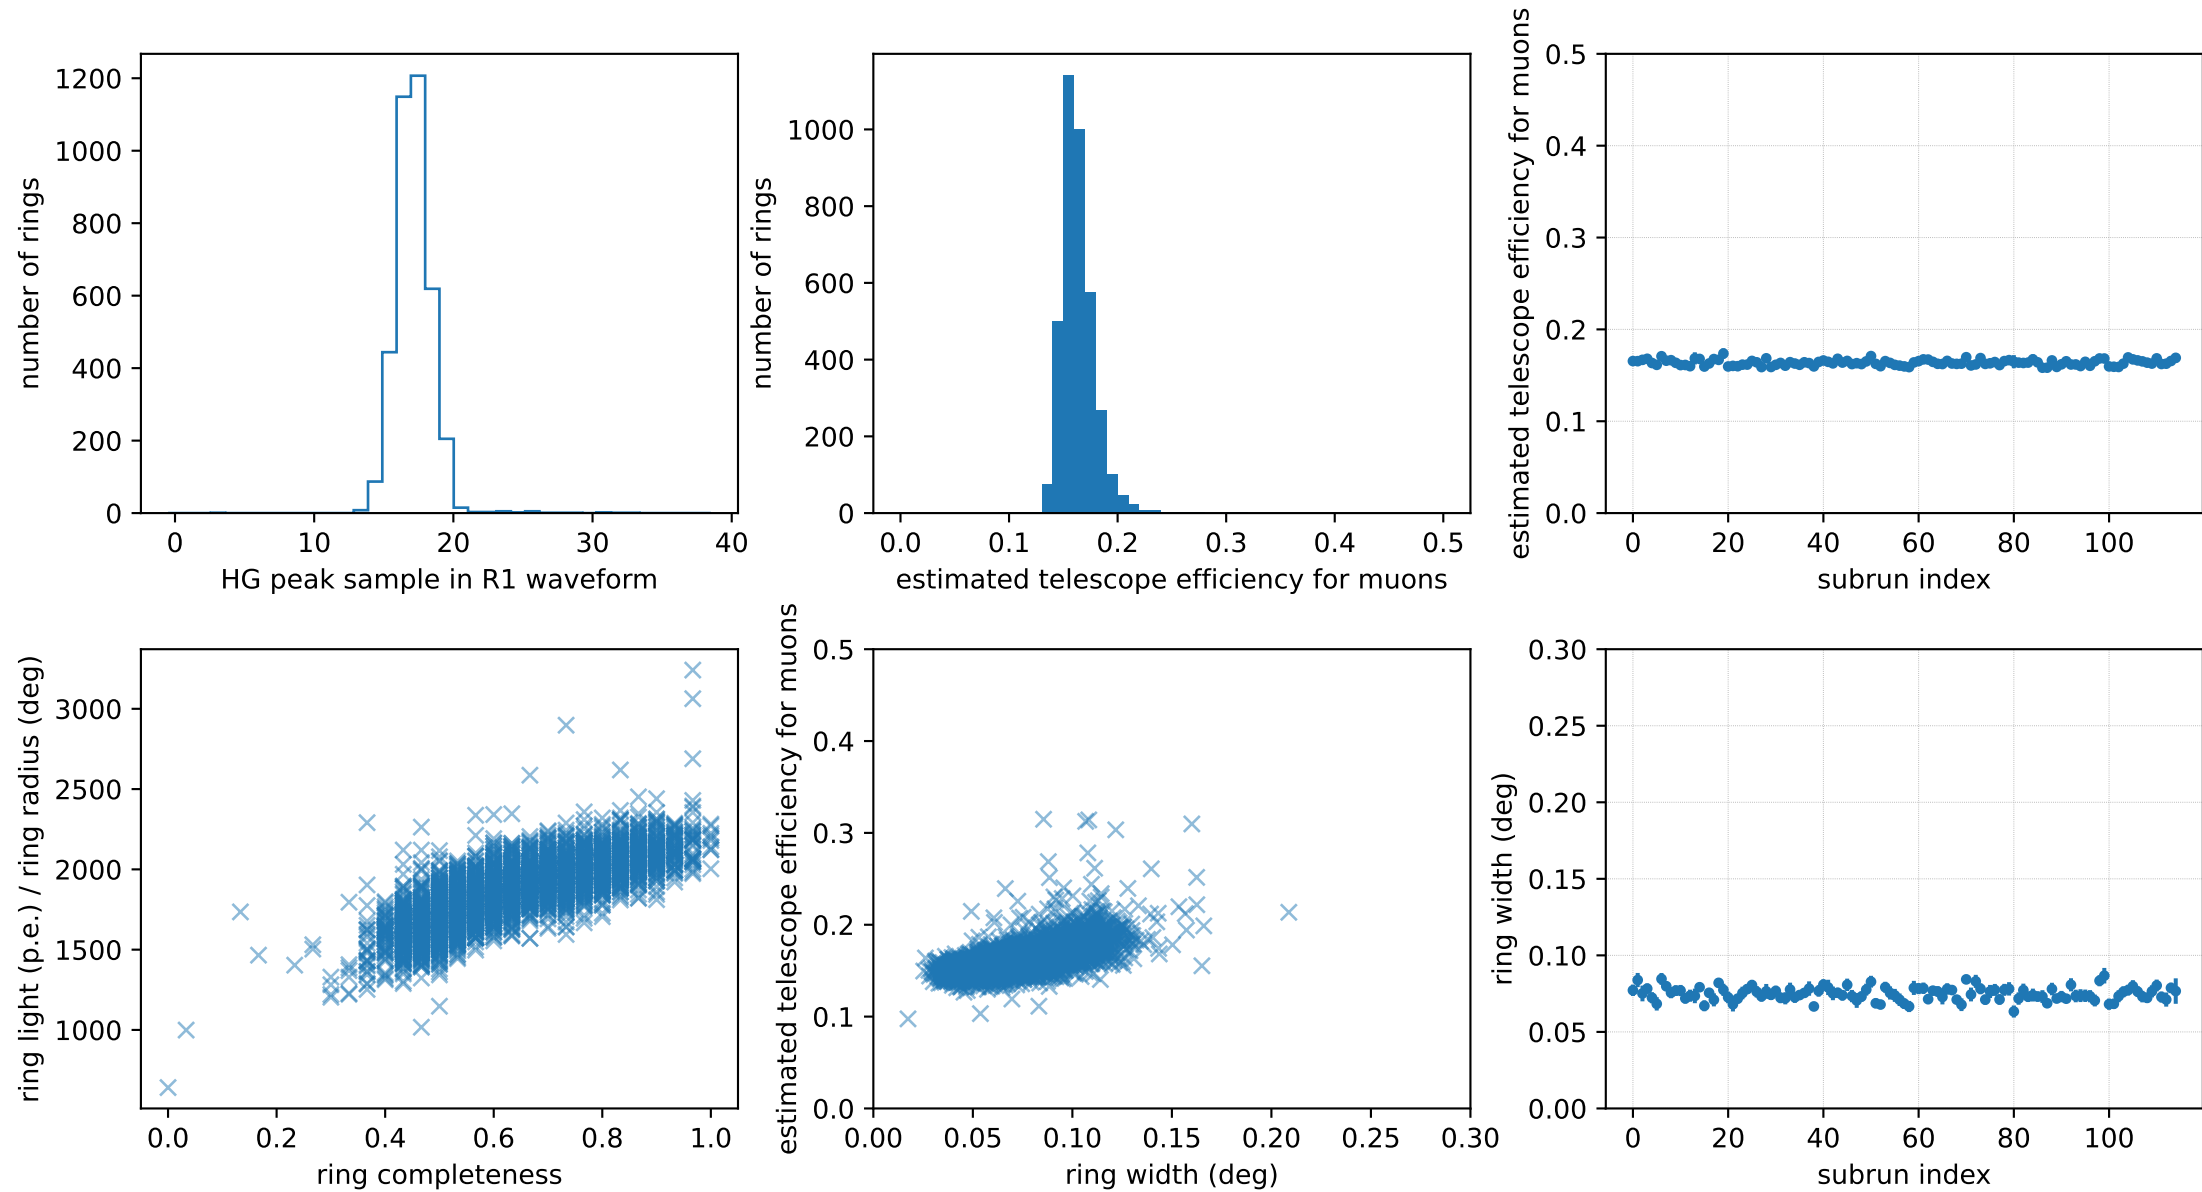 number of rings
1200
1000
800
600
400
200
0
0 10 20 30 40
HG peak sample in R1 waveform
number of rings
1000
800
600
400
200
0
0.0 0.1 0.2 0.3 0.4 0.5
estimated telescope efficiency for muons
estimated telescope efficiency for muons
0.5
0.4
0.3
0.2
0.1
0.0
0 20 40 60 80 100
subrun index
ring light (p.e.) / ring radius (deg)
3000
2500
2000
1500
1000
0.0 0.2 0.4 0.6 0.8 1.0
ring completeness
estimated telescope efficiency for muons
0.5
0.4
0.3
0.2
0.1
0.0
0.00 0.05 0.10 0.15 0.20 0.25 0.30
ring width (deg)
ring width (deg)
0.30
0.25
0.20
0.15
0.10
0.05
0.00
0 20 40 60 80 100
subrun index